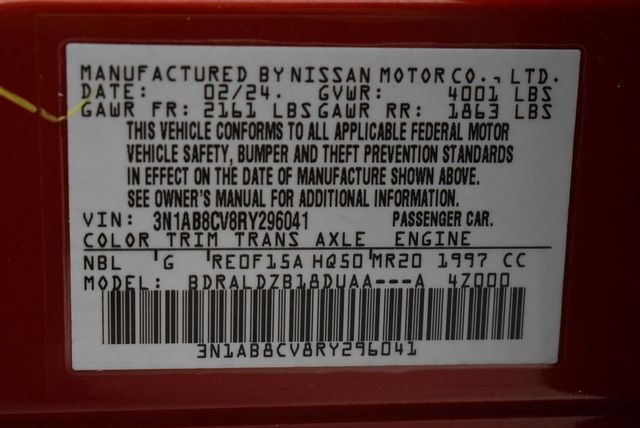 MANUFACTURED BY NISSAN MOTOR CO., LTD.
DATE: 02/24. GVWR: 4001 LBS
GAWR FR: 2161 LBS GAWR RR: 1863 LBS
THIS VEHICLE CONFORMS TO ALL APPLICABLE FEDERAL MOTOR
VEHICLE SAFETY, BUMPER AND THEFT PREVENTION STANDARDS
IN EFFECT ON THE DATE OF MANUFACTURE SHOWN ABOVE.
SEE OWNER'S MANUAL FOR ADDITIONAL INFORMATION.
VIN: 3N1AB8CV8RY296041 PASSENGER CAR.
COLOR TRIM TRANS AXLE ENGINE
NBL G RE0F15A HQ50 MR20 1997 CC
MODEL: BDRALDZB18DUAA---A 4Z000
3N1AB8CV8RY296041